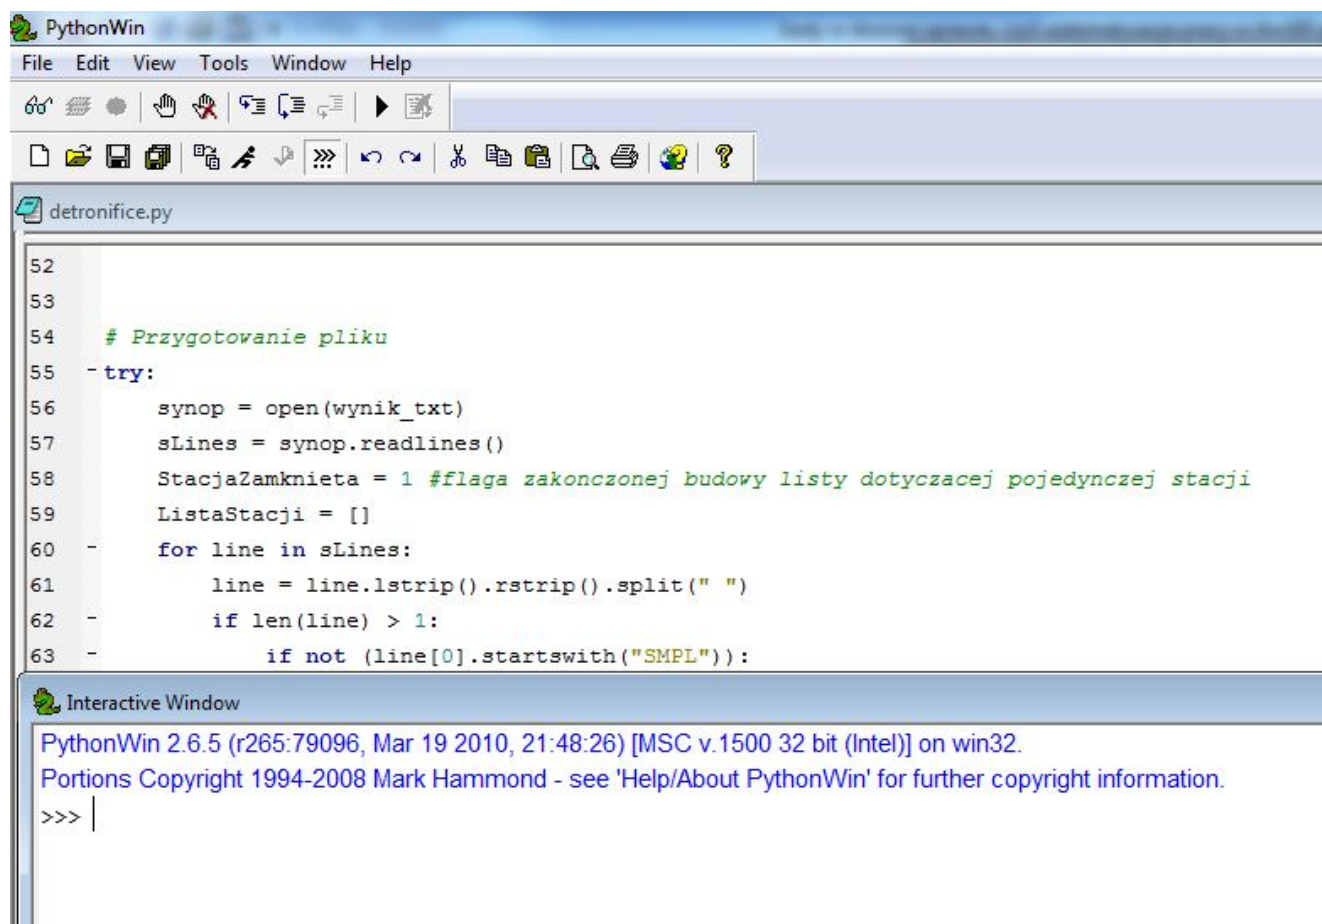 PythonWin
File Edit View Tools Window Help
detronifice.py
52
53
54 # Przygotowanie pliku
55 try:
56 synop = open(wynik_txt)
57 sLines = synop.readlines()
58 StacjaZamknieta = 1 #flaga zakonczonej budowy listy dotyczacej pojedynczej stacji
59 ListaStacji = []
60 for line in sLines:
61 line = line.lstrip().rstrip().split(" ")
62 if len(line) > 1:
63 if not (line[0].startswith("SMPL")):
Interactive Window
PythonWin 2.6.5 (r265:79096, Mar 19 2010, 21:48:26) [MSC v.1500 32 bit (Intel)] on win32.
Portions Copyright 1994-2008 Mark Hammond - see 'Help/About PythonWin' for further copyright information.
>>>